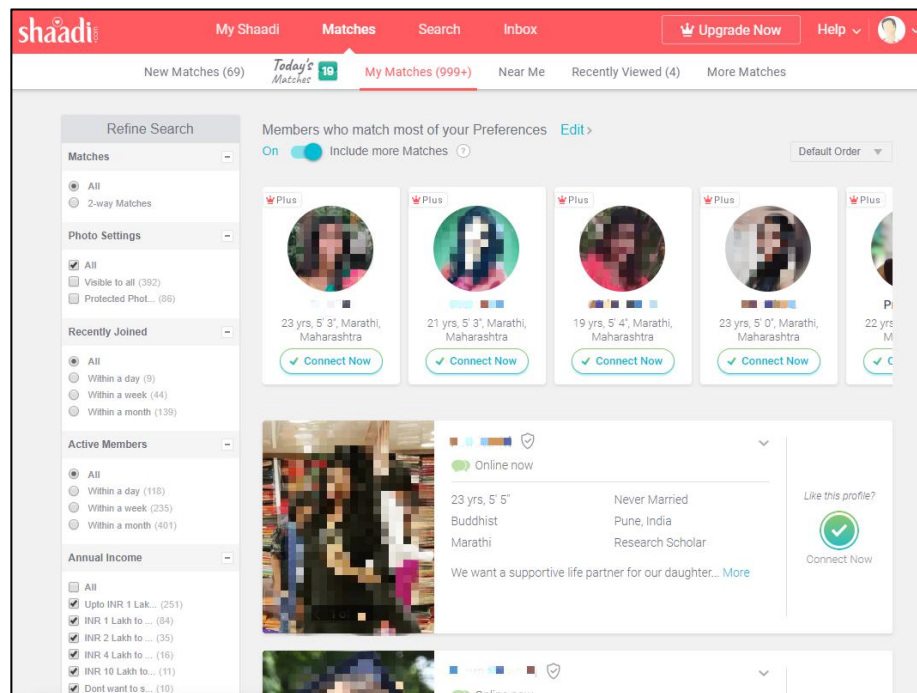 shaadi.com
My Shaadi Matches Search Inbox Upgrade Now Help
New Matches (69) Today's Matches 19 My Matches (999+) Near Me Recently Viewed (4) More Matches
Refine Search
Matches
All
2-way Matches
Photo Settings
All
Visible to all (392)
Protected Phot... (86)
Recently Joined
All
Within a day (9)
Within a week (44)
Within a month (139)
Active Members
All
Within a day (118)
Within a week (235)
Within a month (401)
Annual Income
All
Upto INR 1 Lak... (251)
INR 1 Lakh to ... (84)
INR 2 Lakh to ... (35)
INR 4 Lakh to ... (16)
INR 10 Lakh to... (11)
Dont want to s... (10)
Members who match most of your Preferences Edit >
On Include more Matches ?
Default Order
Plus
23 yrs, 5' 3", Marathi,
Maharashtra
Connect Now
Plus
21 yrs, 5' 3", Marathi,
Maharashtra
Connect Now
Plus
19 yrs, 5' 4", Marathi,
Maharashtra
Connect Now
Plus
23 yrs, 5' 0", Marathi,
Maharashtra
Connect Now
Plus
22 yrs
Online now
23 yrs, 5' 5" Never Married
Buddhist Pune, India
Marathi Research Scholar
We want a supportive life partner for our daughter... More
Like this profile?
Connect Now
Online now